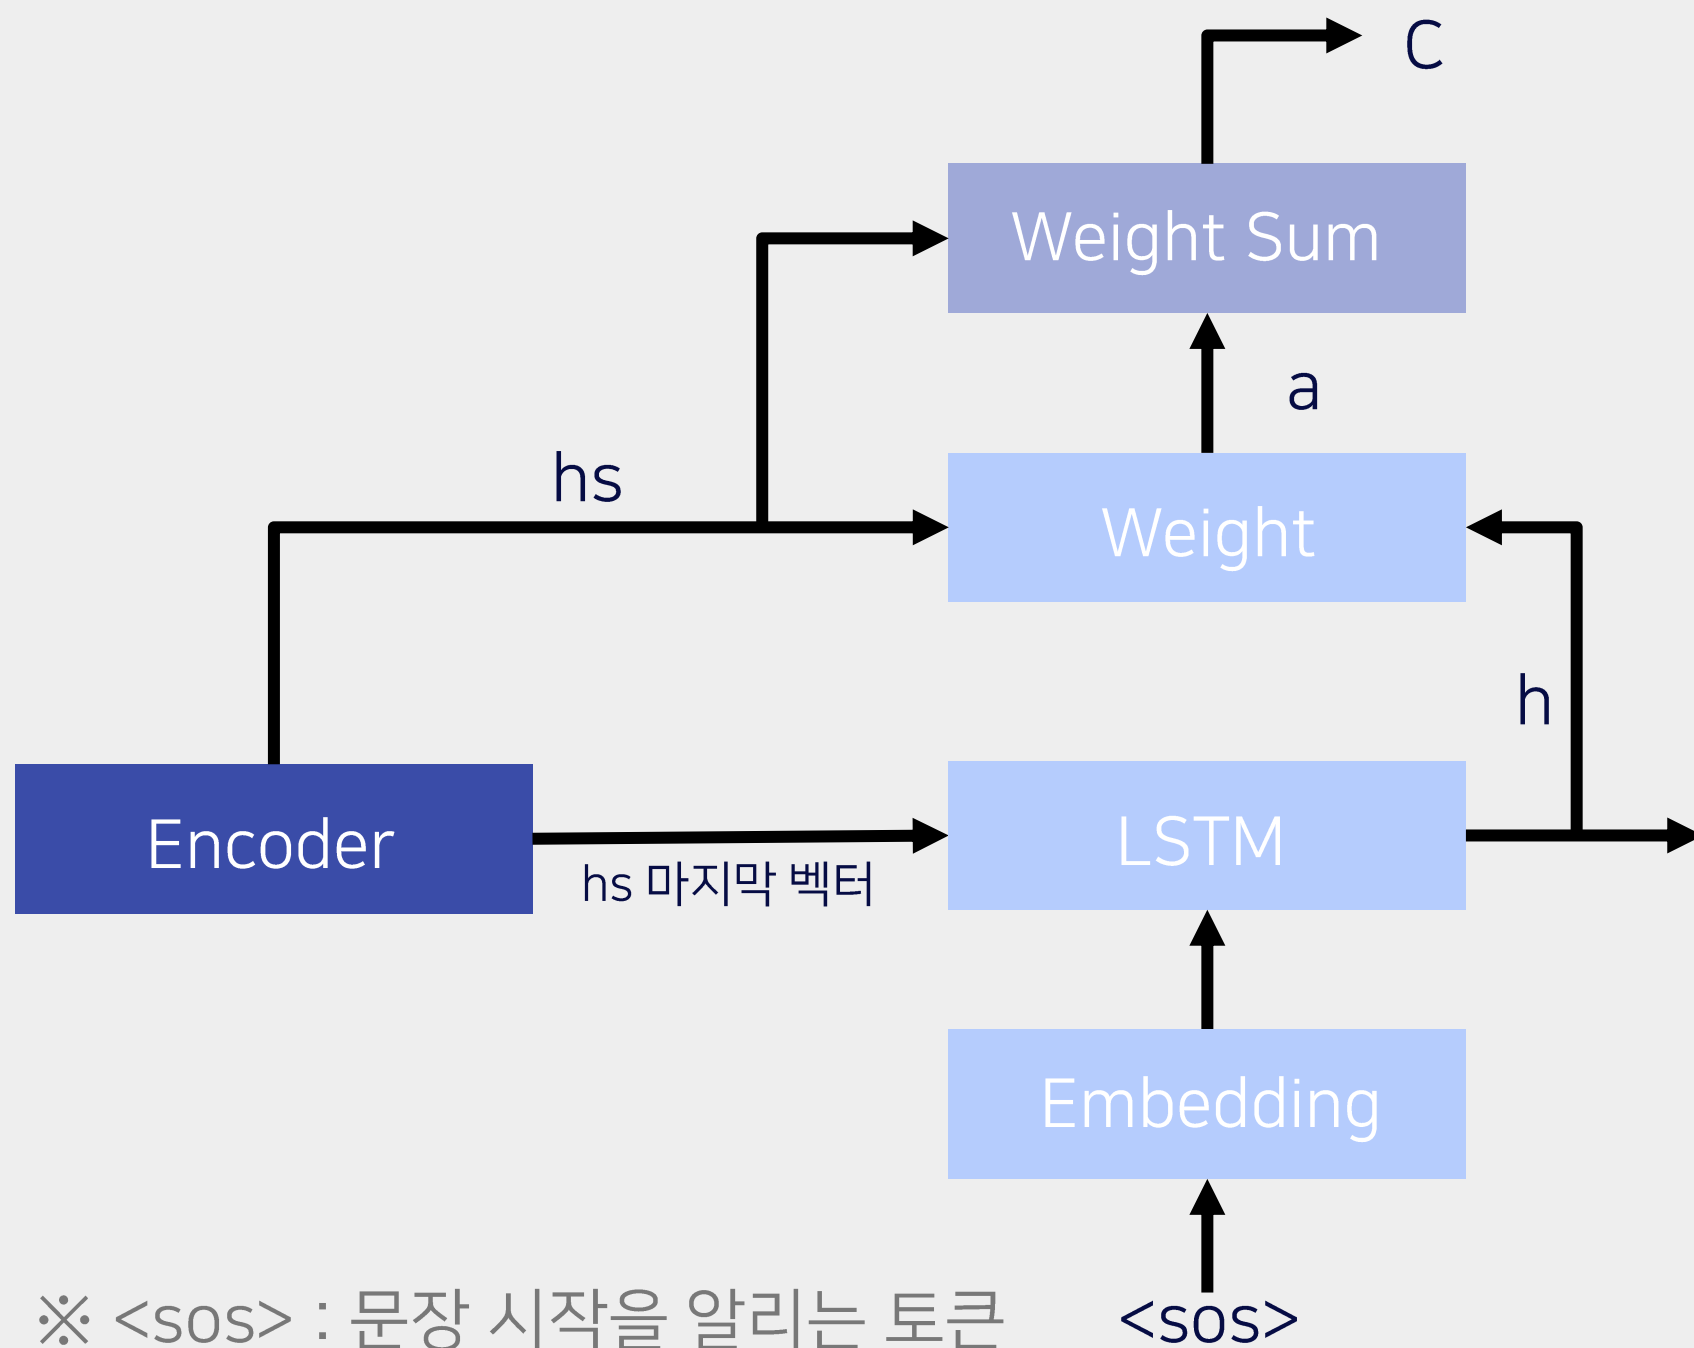 C
Weight Sum
a
hs
Weight
h
Encoder
LSTM
hs 마지막 벡터
Embedding
※ <sos> : 문장 시작을 알리는 토큰
<sos>